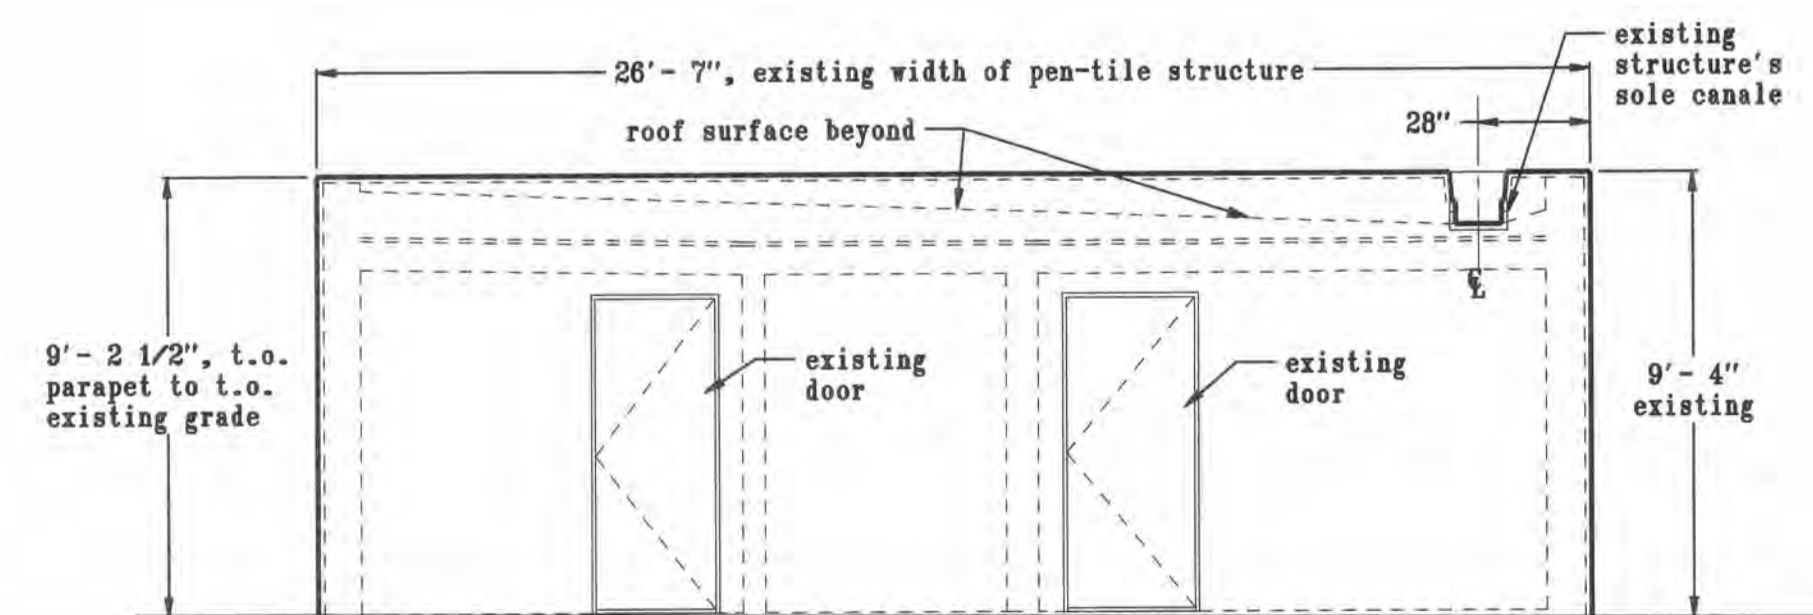 existing
structure's
sole canale
26'- 7", existing width of pen-tile structure
28"
roof surface beyond
℄
9'- 2 1/2", t.o.
parapet to t.o.
existing grade
existing
door
existing
door
9'- 4"
existing